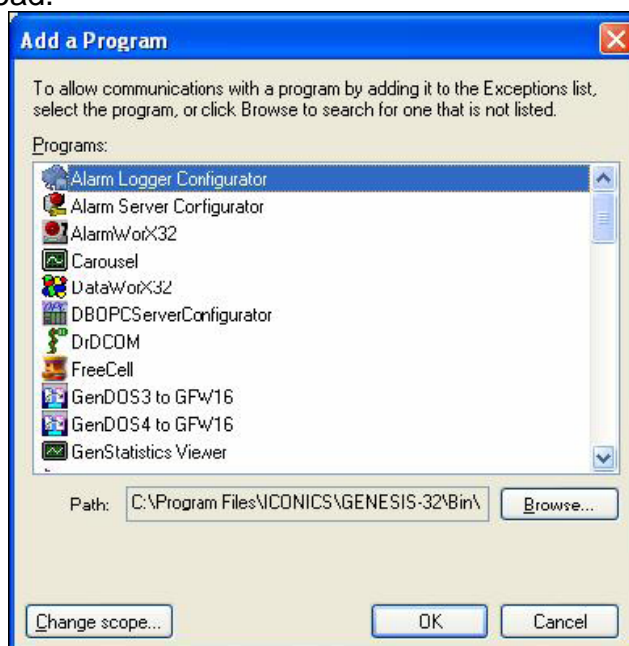 oad.
Add a Program
To allow communications with a program by adding it to the Exceptions list,
select the program, or click Browse to search for one that is not listed.
Programs:
Alarm Logger Configurator
Alarm Server Configurator
AlarmWorX32
Carousel
DataWorX32
DBOPCServerConfigurator
DrDCOM
FreeCell
GenDOS3 to GFW16
GenDOS4 to GFW16
GenStatistics Viewer
Path: C:\Program Files\ICONICS\GENESIS-32\Bin\ Browse...
Change scope... OK Cancel